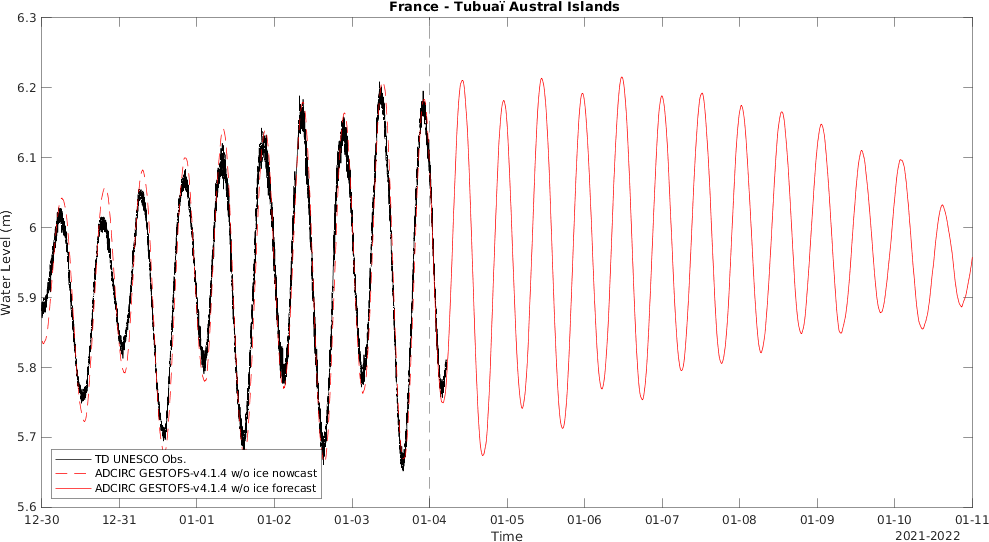 France - Tubuaï Austral Islands
6.3
6.2
6.1
6
5.9
5.8
5.7
5.6
Water Level (m)
TD UNESCO Obs.
ADCIRC GESTOFS-v4.1.4 w/o ice nowcast
ADCIRC GESTOFS-v4.1.4 w/o ice forecast
12-30 12-31 01-01 01-02 01-03 01-04 01-05 01-06 01-07 01-08 01-09 01-10 01-11
Time
2021-2022